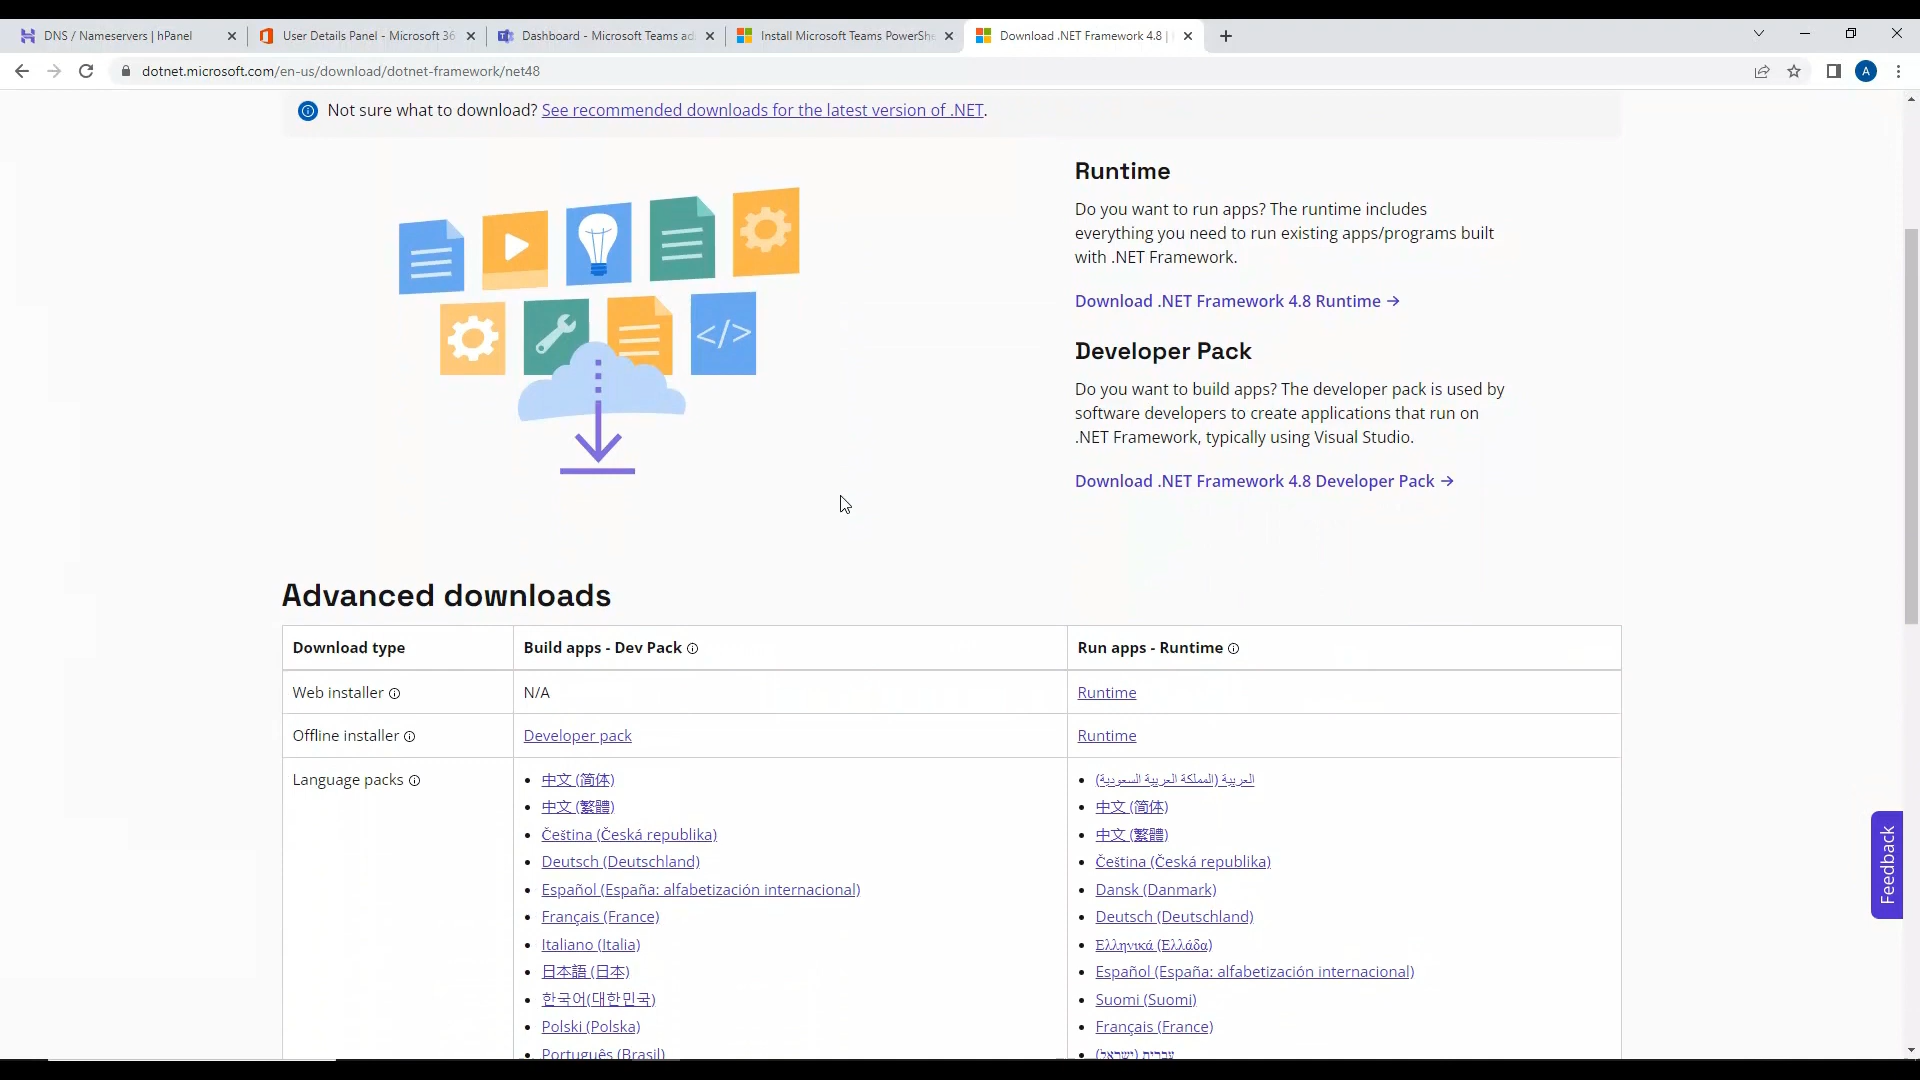 DNS / Nameservers | hPanel
User Details Panel - Microsoft 36
Dashboard - Microsoft Teams ad
Install Microsoft Teams PowerShe
Download .NET Framework 4.8 |
dotnet.microsoft.com/en-us/download/dotnet-framework/net48
A
Not sure what to download? See recommended downloads for the latest version of .NET.
</>
Runtime
Do you want to run apps? The runtime includes
everything you need to run existing apps/programs built
with .NET Framework.
Download .NET Framework 4.8 Runtime →
Developer Pack
Do you want to build apps? The developer pack is used by
software developers to create applications that run on
.NET Framework, typically using Visual Studio.
Download .NET Framework 4.8 Developer Pack →
Advanced downloads
Download type
Build apps - Dev Pack
Run apps - Runtime
Web installer
N/A
Runtime
Offline installer
Developer pack
Runtime
Language packs
中文 (简体)
中文 (繁體)
Čeština (Česká republika)
Deutsch (Deutschland)
Español (España: alfabetización internacional)
Français (France)
Italiano (Italia)
日本語 (日本)
한국어(대한민국)
Polski (Polska)
Português (Brasil)
العربية (المملكة العربية السعودية)
中文 (简体)
中文 (繁體)
Čeština (Česká republika)
Dansk (Danmark)
Deutsch (Deutschland)
Ελληνικά (Ελλάδα)
Español (España: alfabetización internacional)
Suomi (Suomi)
Français (France)
עברית (ישראל)
Feedback